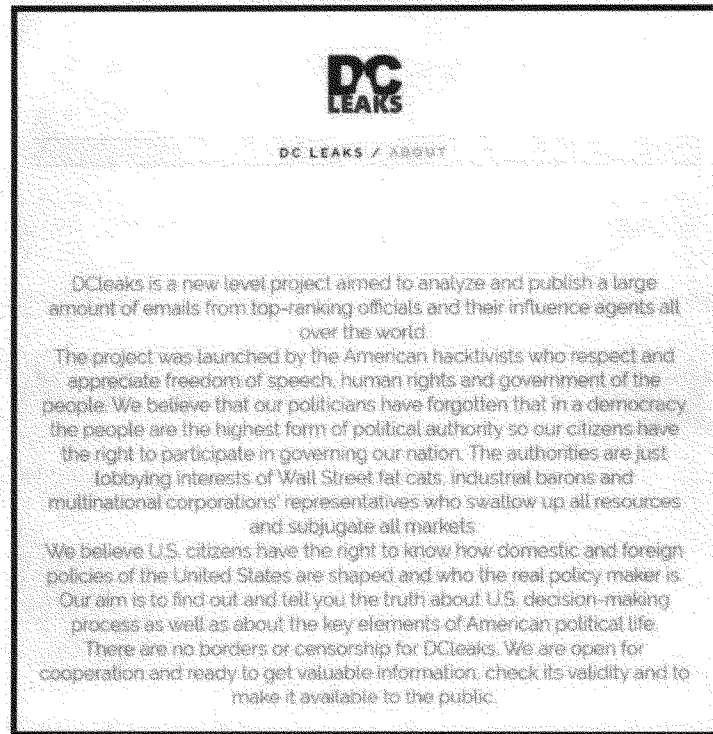 DC
LEAKS
DC LEAKS / ABOUT
DCleaks is a new level project aimed to analyze and publish a large
amount of emails from top-ranking officials and their influence agents all
over the world.
The project was launched by the American hacktivists who respect and
appreciate freedom of speech, human rights and government of the
people. We believe that our politicians have forgotten that in a democracy
the people are the highest form of political authority so our citizens have
the right to participate in governing our nation. The authorities are just
lobbying interests of Wall Street fat cats, industrial barons and
multinational corporations' representatives who swallow up all resources
and subjugate all markets.
We believe U.S. citizens have the right to know how domestic and foreign
policies of the United States are shaped and who the real policy maker is.
Our aim is to find out and tell you the truth about U.S. decision-making
process as well as about the key elements of American political life.
There are no borders or censorship for DCleaks. We are open for
cooperation and ready to get valuable information, check its validity and to
make it available to the public.